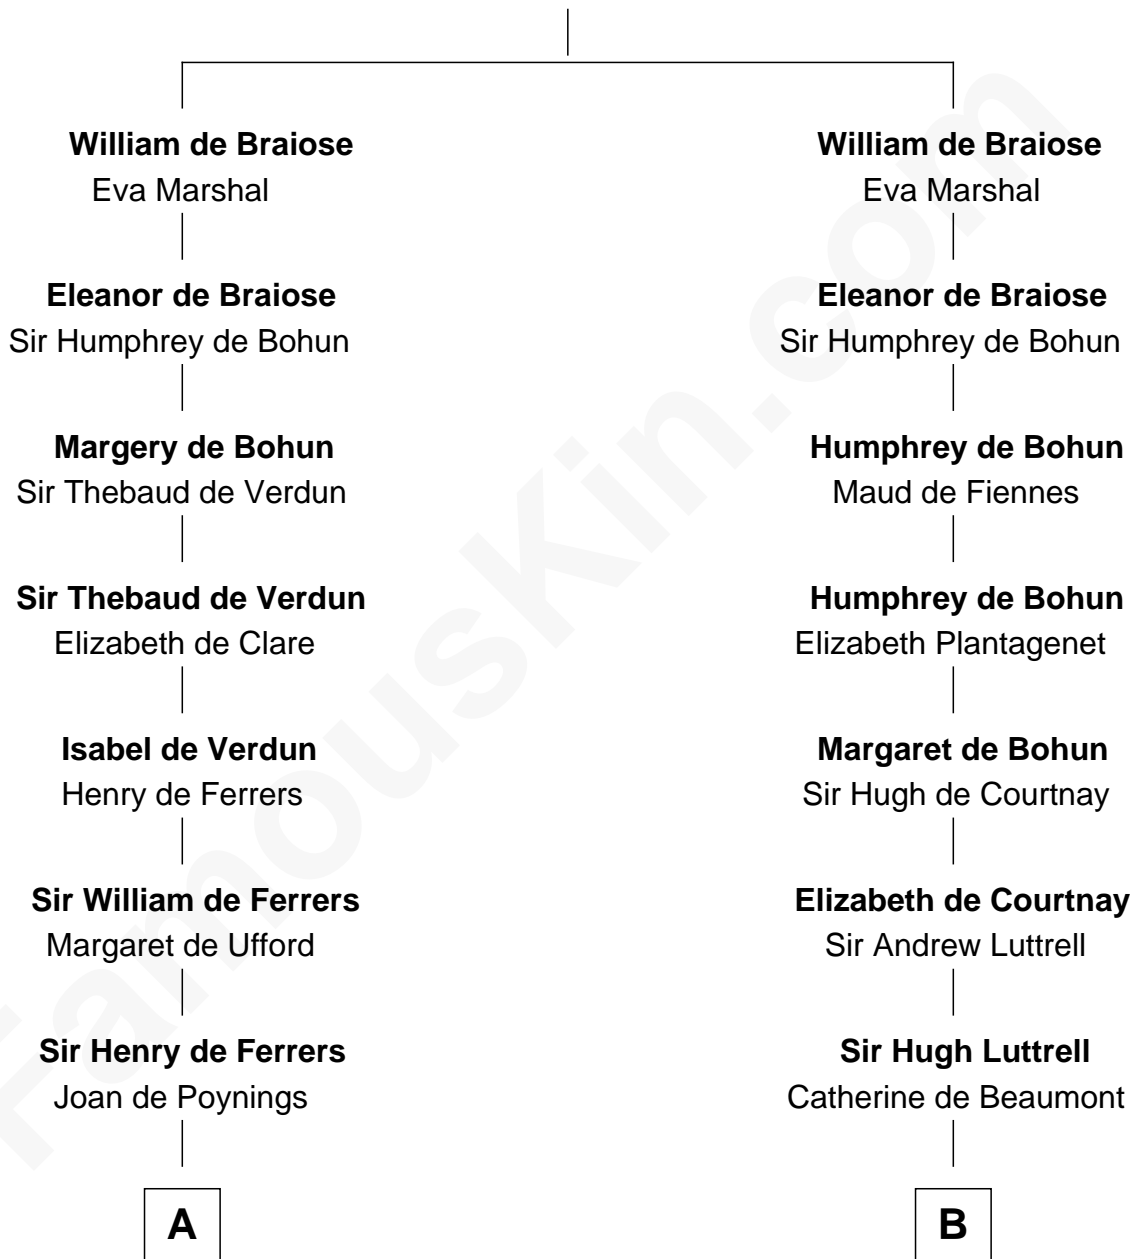 William de Braiose
Eva Marshal
Eleanor de Braiose
Sir Humphrey de Bohun
Margery de Bohun
Sir Thebaud de Verdun
Sir Thebaud de Verdun
Elizabeth de Clare
Isabel de Verdun
Henry de Ferrers
Sir William de Ferrers
Margaret de Ufford
Sir Henry de Ferrers
Joan de Poynings
A
William de Braiose
Eva Marshal
Eleanor de Braiose
Sir Humphrey de Bohun
Humphrey de Bohun
Maud de Fiennes
Humphrey de Bohun
Elizabeth Plantagenet
Margaret de Bohun
Sir Hugh de Courtnay
Elizabeth de Courtnay
Sir Andrew Luttrell
Sir Hugh Luttrell
Catherine de Beaumont
B
FamousKin.com